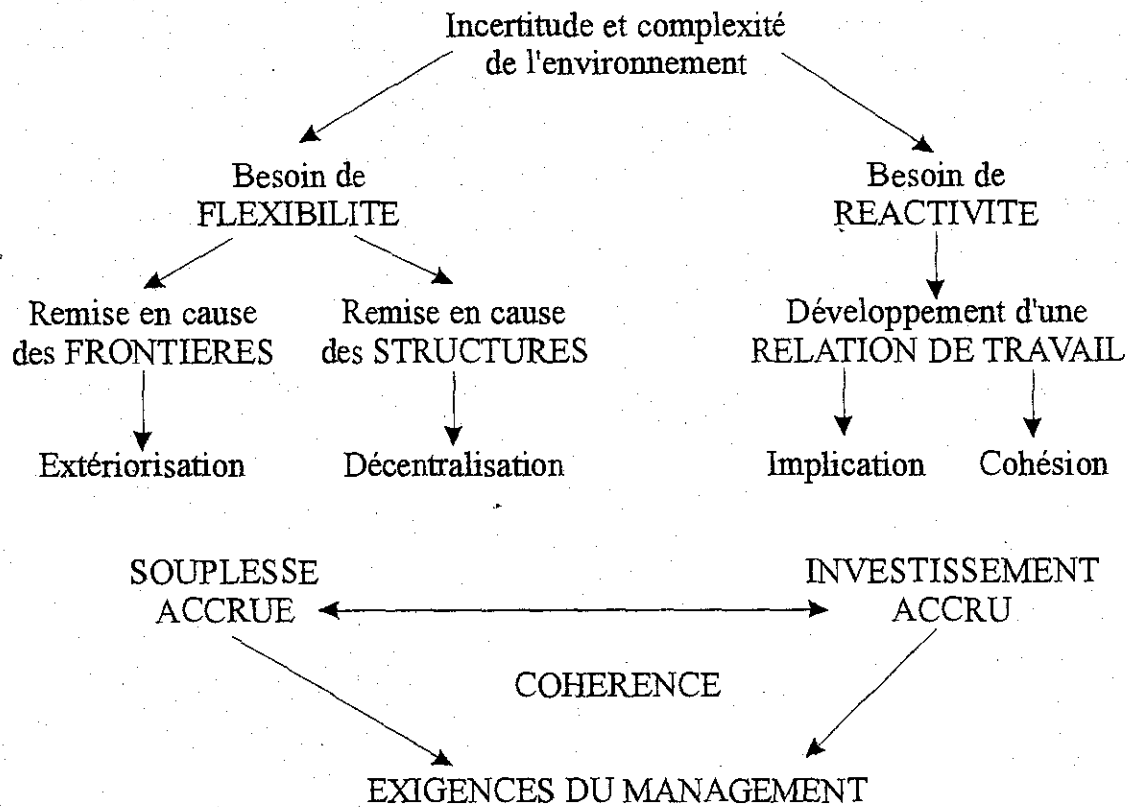 Incertitude et complexité
de l'environnement
Besoin de
FLEXIBILITE
Besoin de
REACTIVITE
Remise en cause
des FRONTIERES
Remise en cause
des STRUCTURES
Développement d'une
RELATION DE TRAVAIL
Extériorisation
Décentralisation
Implication
Cohésion
SOUPLESSE
ACCRUE
INVESTISSEMENT
ACCRU
COHERENCE
EXIGENCES DU MANAGEMENT